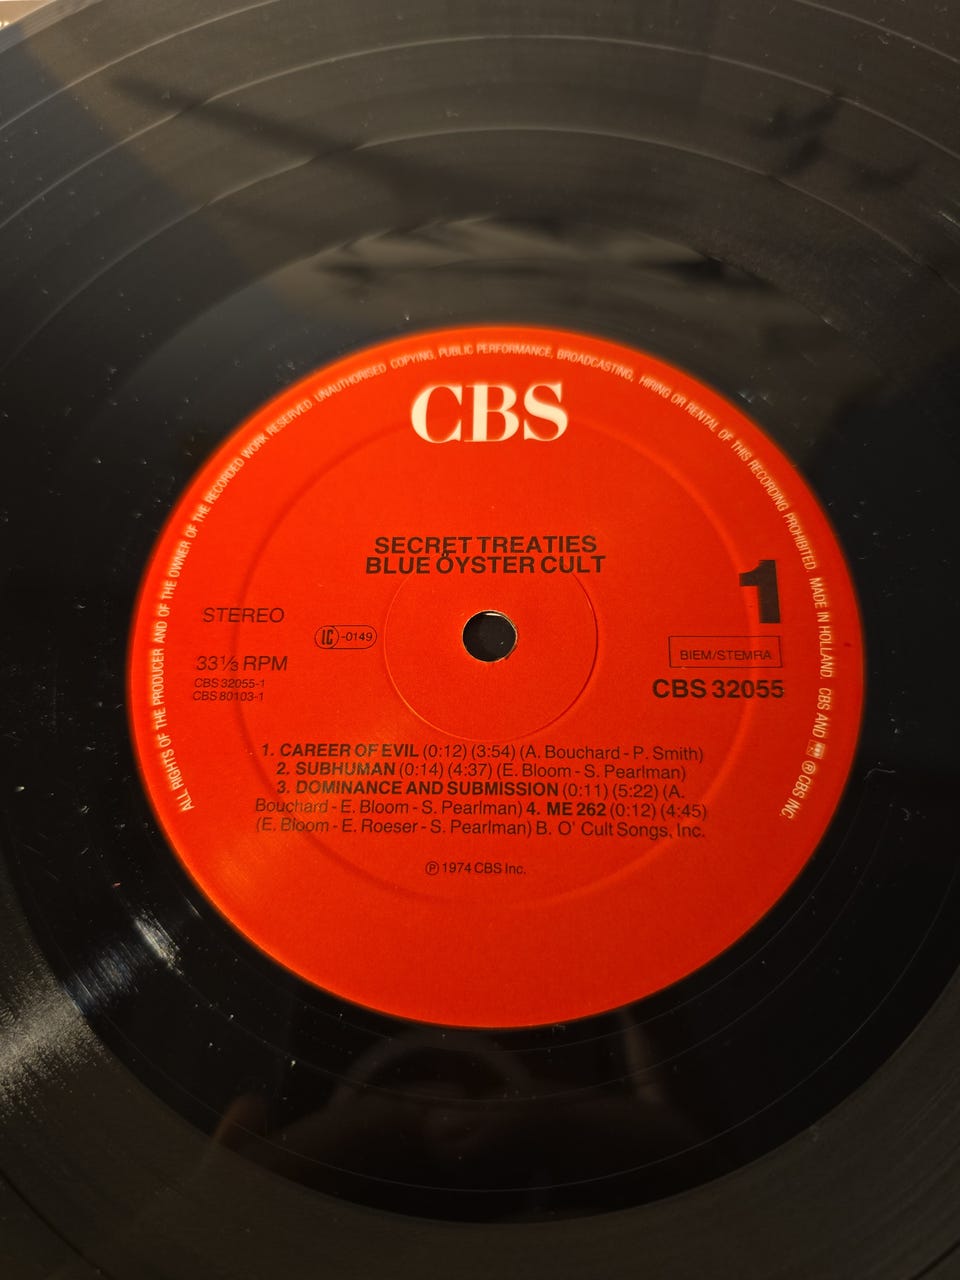 ALL RIGHTS OF THE PRODUCER AND OF THE OWNER OF THE RECORDED WORK RESERVED. UNAUTHORISED COPYING, PUBLIC PERFORMANCE, BROADCASTING, HIRING OR RENTAL OF THIS RECORDING PROHIBITED. MADE IN HOLLAND. CBS AND ® CBS INC.
CBS
SECRET TREATIES
BLUE ÖYSTER CULT
1
STEREO
LC-0149
33⅓ RPM
BIEM/STEMRA
CBS 32055-1
CBS 32055
CBS 80103-1
1. CAREER OF EVIL (0:12) (3:54) (A. Bouchard - P. Smith)
2. SUBHUMAN (0:14) (4:37) (E. Bloom - S. Pearlman)
3. DOMINANCE AND SUBMISSION (0:11) (5:22) (A.
Bouchard - E. Bloom - S. Pearlman) 4. ME 262 (0:12) (4:45)
(E. Bloom - E. Roeser - S. Pearlman) B. O' Cult Songs, Inc.
℗ 1974 CBS Inc.